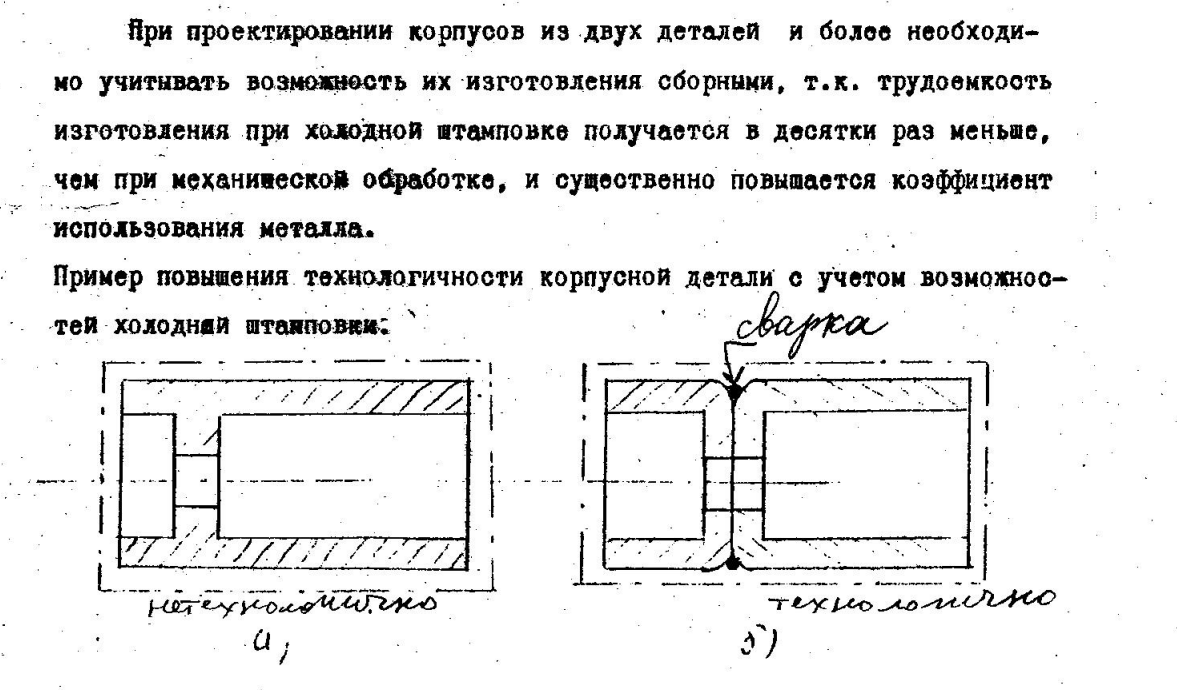 При проектировании корпусов из двух деталей и более необходи-
мо учитывать возможность их изготовления сборными, т.к. трудоемкость
изготовления при холодной штамповке получается в десятки раз меньше,
чем при механической обработке, и существенно повышается коэффициент
использования металла.
Пример повышения технологичности корпусной детали с учетом возможнос-
тей холодной штамповки:
сварка
нетехнологично
технологично
а)
б)